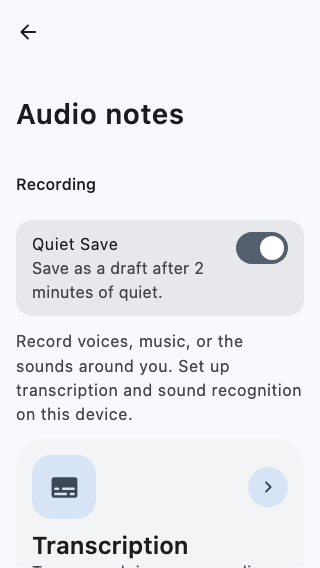 Audio notes
Recording
Quiet Save
Save as a draft after 2
minutes of quiet.
Record voices, music, or the
sounds around you. Set up
transcription and sound recognition
on this device.
Transcription